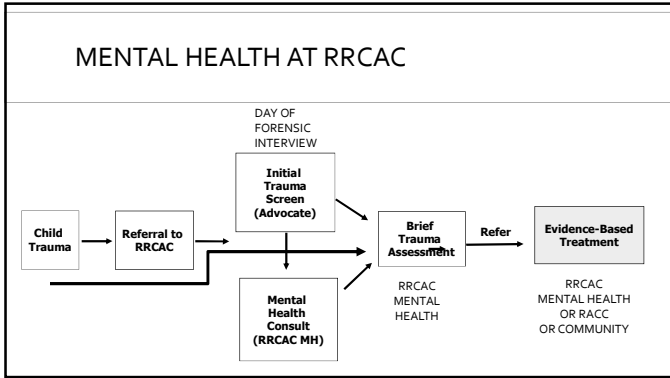 MENTAL HEALTH AT RRCAC
DAY OF
FORENSIC
INTERVIEW
Child
Trauma
Referral to
RRCAC
Initial
Trauma
Screen
(Advocate)
Mental
Health
Consult
(RRCAC MH)
Brief
Trauma
Assessment
RRCAC
MENTAL
HEALTH
Refer
Evidence-Based
Treatment
RRCAC
MENTAL HEALTH
OR RACC
OR COMMUNITY